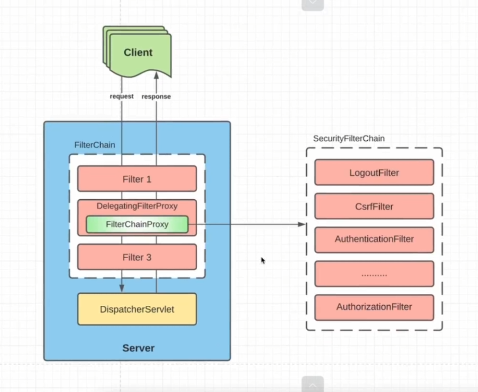 Client
request
response
FilterChain
Filter 1
DelegatingFilterProxy
FilterChainProxy
Filter 3
DispatcherServlet
Server
SecurityFilterChain
LogoutFilter
CsrfFilter
AuthenticationFilter
..........
AuthorizationFilter